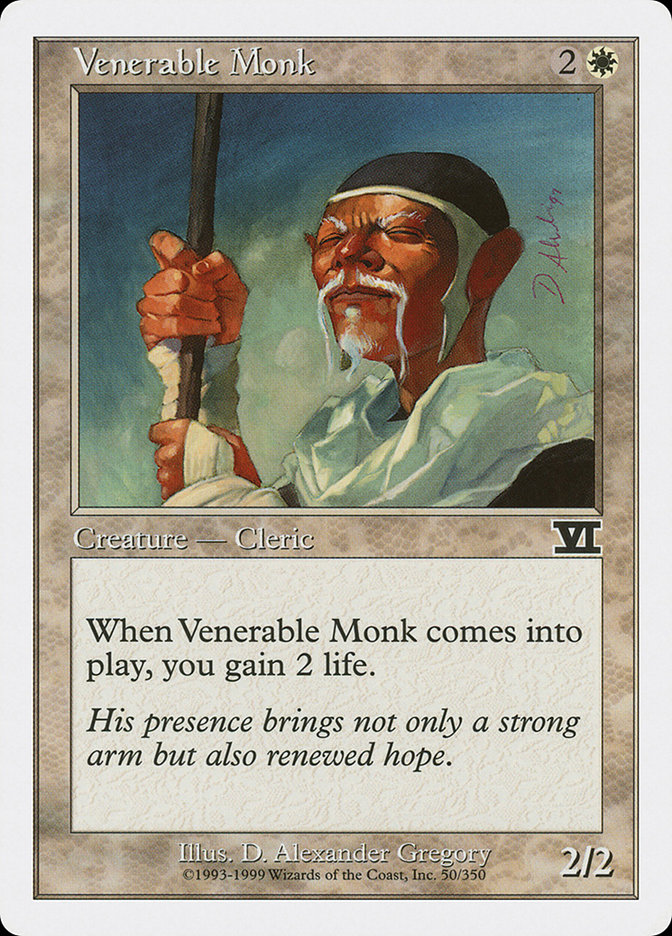 Venerable Monk 2
Creature — Cleric VI
When Venerable Monk comes into
play, you gain 2 life.
His presence brings not only a strong
arm but also renewed hope.
Illus. D. Alexander Gregory
©1993-1999 Wizards of the Coast, Inc. 50/350
2/2